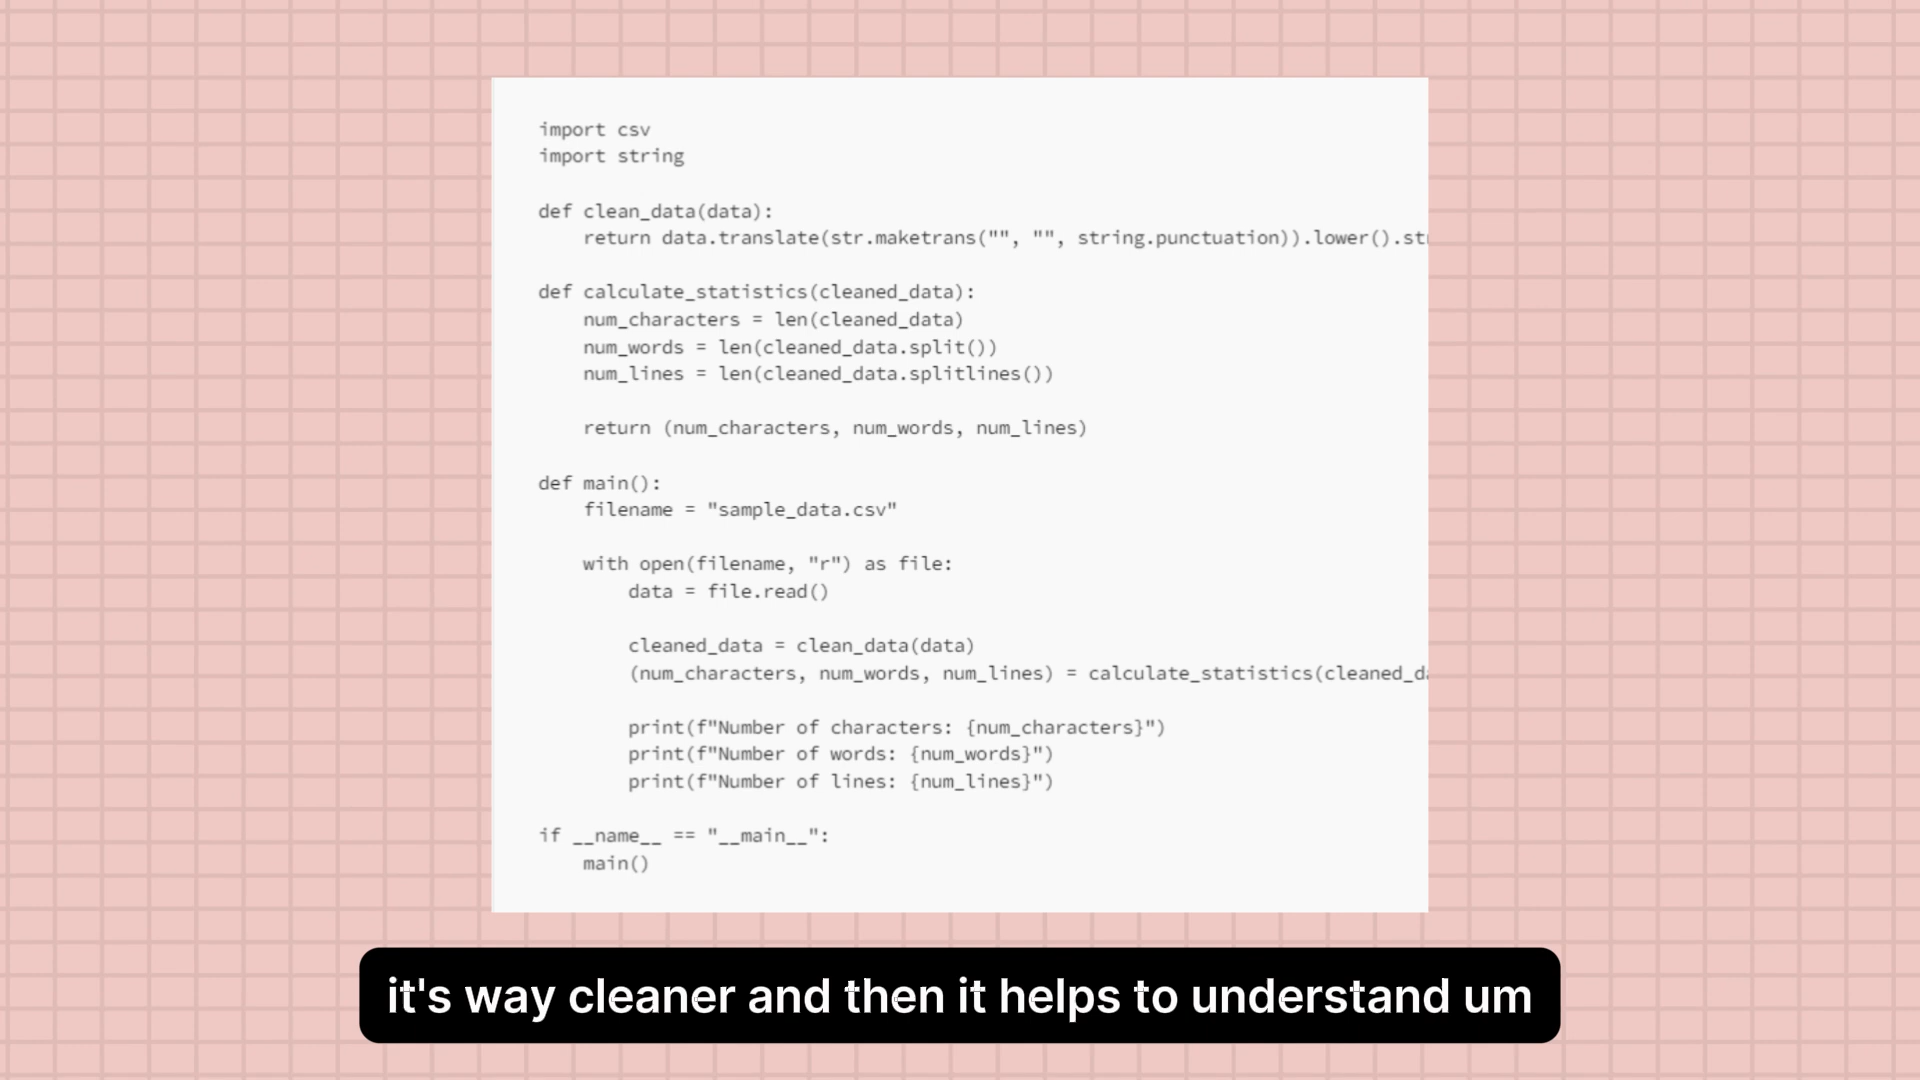 import csv
import string
def clean_data(data):
    return data.translate(str.maketrans("", "", string.punctuation)).lower().st
def calculate_statistics(cleaned_data):
    num_characters = len(cleaned_data)
    num_words = len(cleaned_data.split())
    num_lines = len(cleaned_data.splitlines())
    return (num_characters, num_words, num_lines)
def main():
    filename = "sample_data.csv"
    with open(filename, "r") as file:
        data = file.read()
        cleaned_data = clean_data(data)
        (num_characters, num_words, num_lines) = calculate_statistics(cleaned_d
        print(f"Number of characters: {num_characters}")
        print(f"Number of words: {num_words}")
        print(f"Number of lines: {num_lines}")
if __name__ == "__main__":
    main()
it's way cleaner and then it helps to understand um